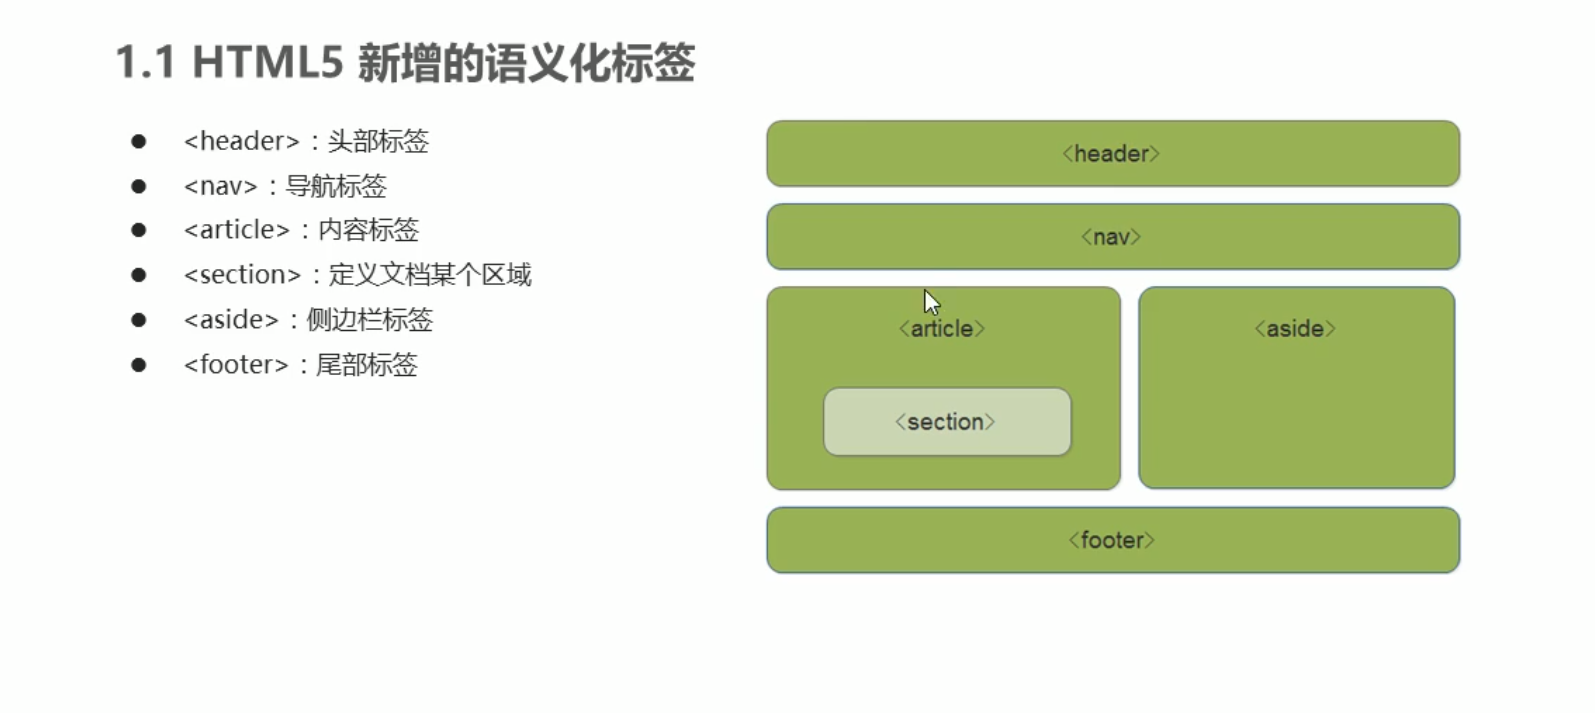 1.1 HTML5 新增的语义化标签
<header>：头部标签
<nav>：导航标签
<article>：内容标签
<section>：定义文档某个区域
<aside>：侧边栏标签
<footer>：尾部标签
<header>
<nav>
<article>
<aside>
<section>
<footer>